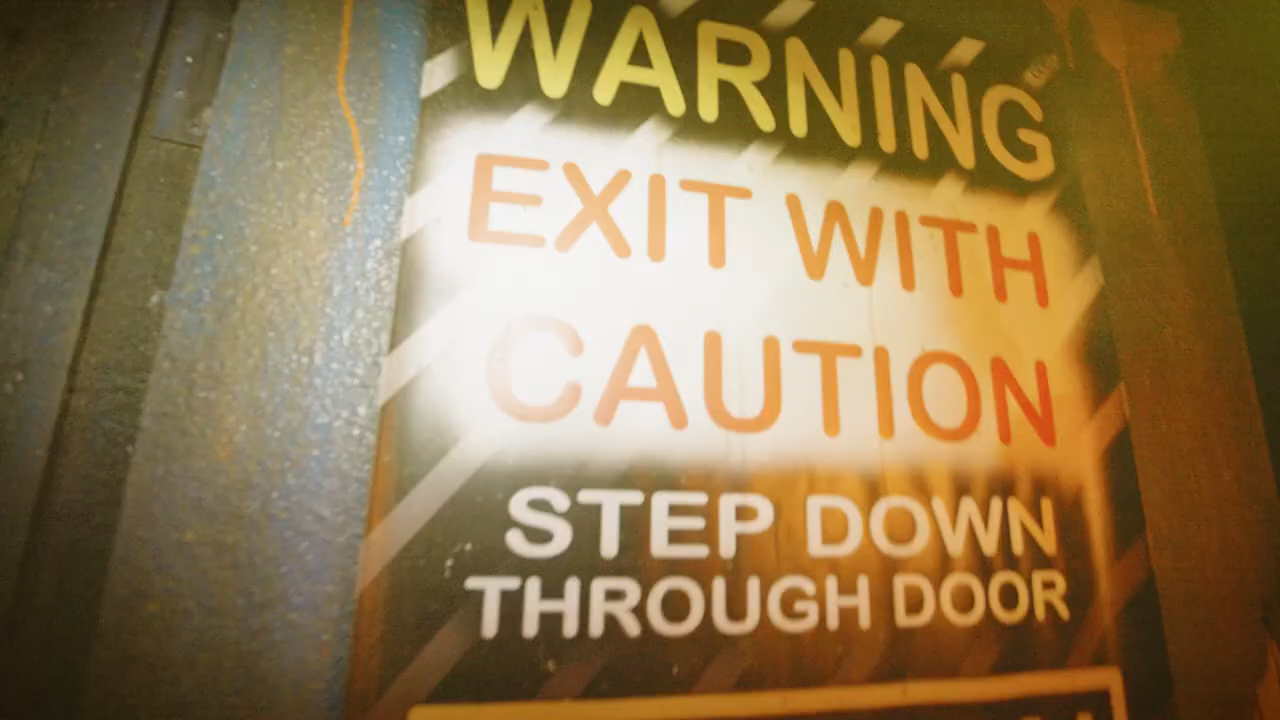 WARNING
EXIT WITH
CAUTION
STEP DOWN
THROUGH DOOR